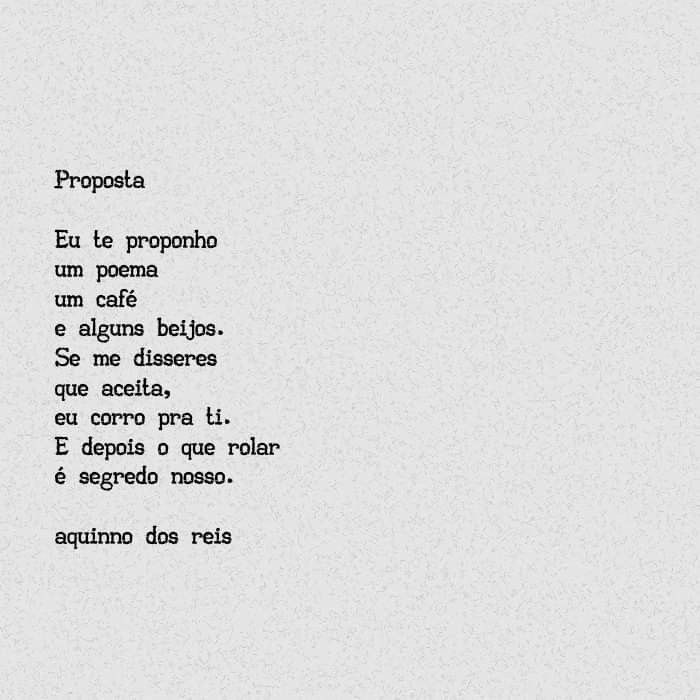 Proposta
Eu te proponho
um poema
um café
e alguns beijos.
Se me disseres
que aceita,
eu corro pra ti.
E depois o que rolar
é segredo nosso.
aquinno dos reis